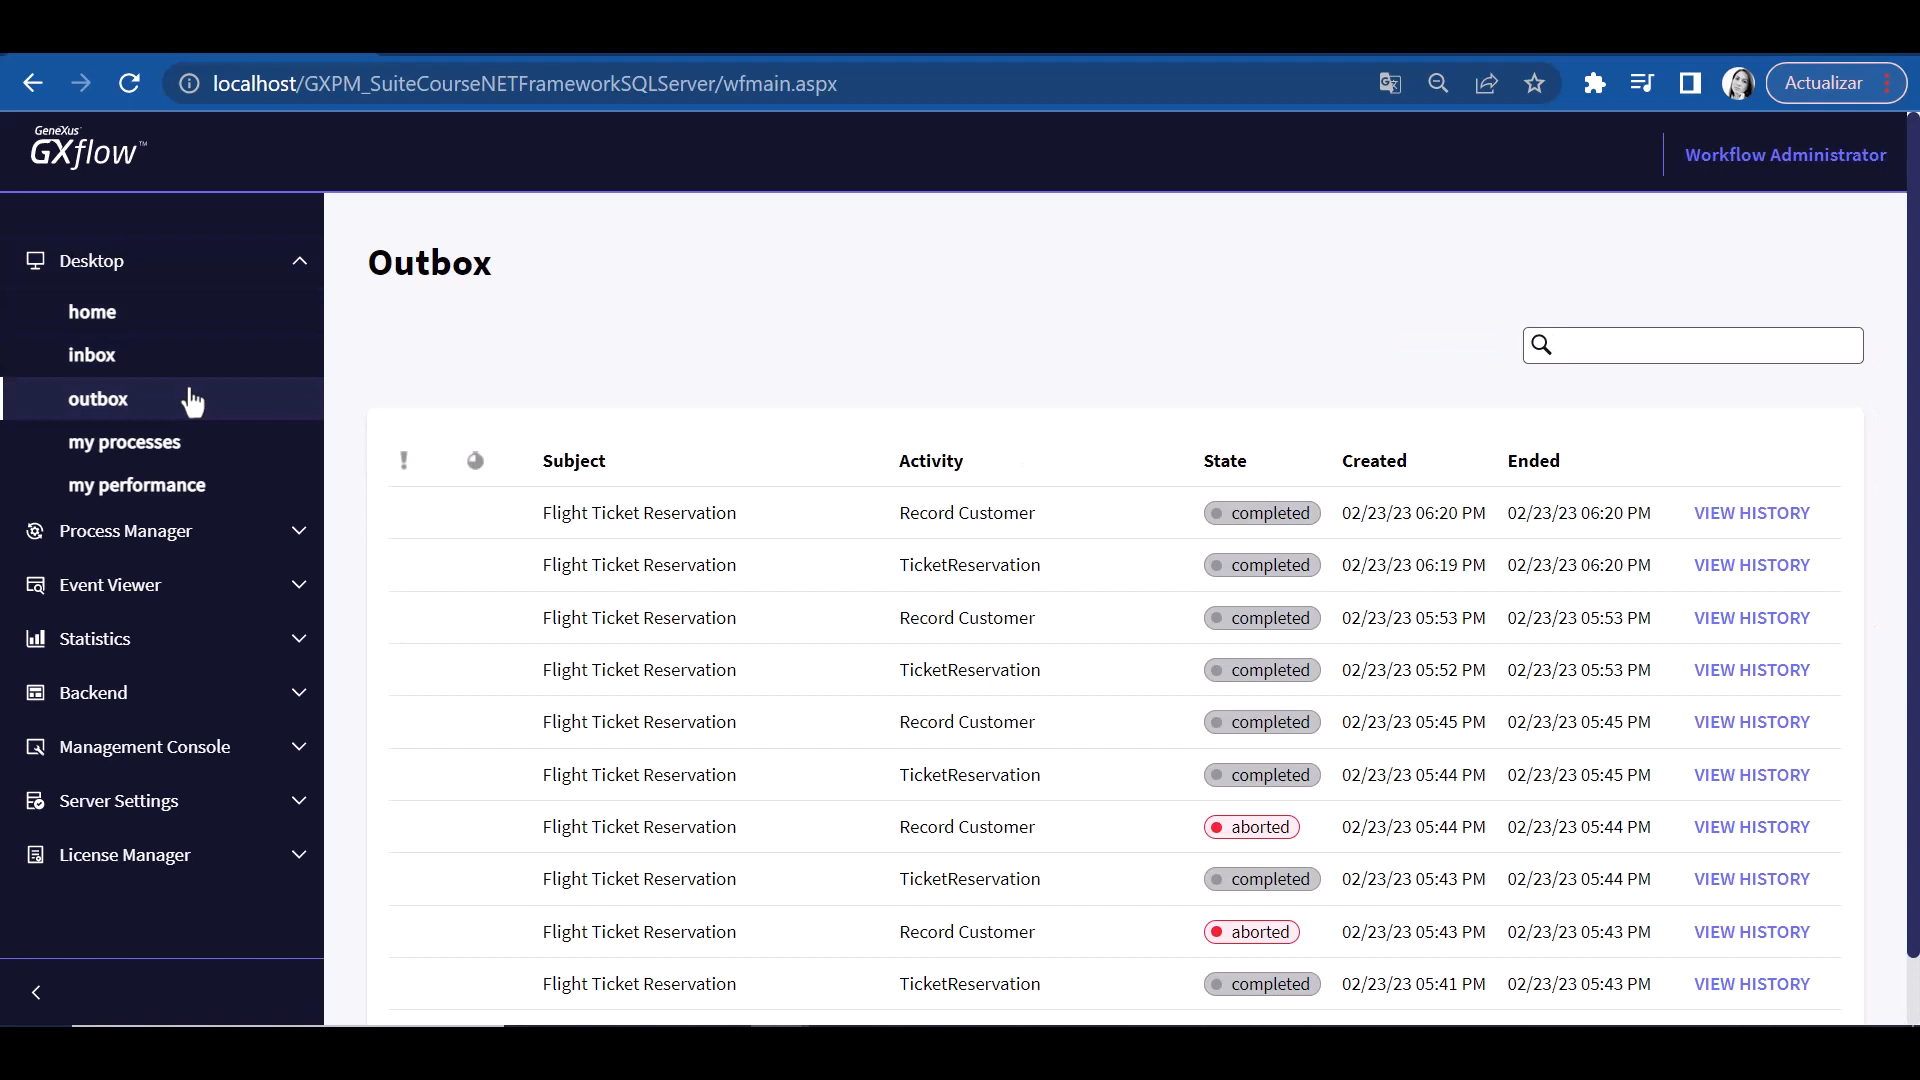 localhost/GXPM_SuiteCourseNETFrameworkSQLServer/wfmain.aspx
Actualizar
GeneXus
GXflow™
Workflow Administrator
Desktop
home
inbox
outbox
my processes
my performance
Process Manager
Event Viewer
Statistics
Backend
Management Console
Server Settings
License Manager
Outbox
Subject Activity State Created Ended
Flight Ticket Reservation Record Customer completed 02/23/23 06:20 PM 02/23/23 06:20 PM VIEW HISTORY
Flight Ticket Reservation TicketReservation completed 02/23/23 06:19 PM 02/23/23 06:20 PM VIEW HISTORY
Flight Ticket Reservation Record Customer completed 02/23/23 05:53 PM 02/23/23 05:53 PM VIEW HISTORY
Flight Ticket Reservation TicketReservation completed 02/23/23 05:52 PM 02/23/23 05:53 PM VIEW HISTORY
Flight Ticket Reservation Record Customer completed 02/23/23 05:45 PM 02/23/23 05:45 PM VIEW HISTORY
Flight Ticket Reservation TicketReservation completed 02/23/23 05:44 PM 02/23/23 05:45 PM VIEW HISTORY
Flight Ticket Reservation Record Customer aborted 02/23/23 05:44 PM 02/23/23 05:44 PM VIEW HISTORY
Flight Ticket Reservation TicketReservation completed 02/23/23 05:43 PM 02/23/23 05:44 PM VIEW HISTORY
Flight Ticket Reservation Record Customer aborted 02/23/23 05:43 PM 02/23/23 05:43 PM VIEW HISTORY
Flight Ticket Reservation TicketReservation completed 02/23/23 05:41 PM 02/23/23 05:43 PM VIEW HISTORY